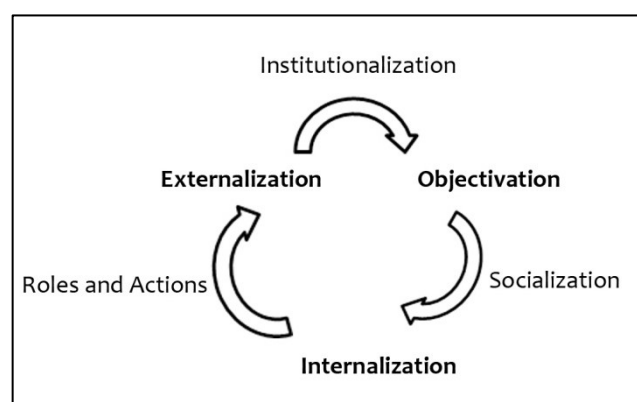 Institutionalization
Externalization Objectivation
Roles and Actions Socialization
Internalization